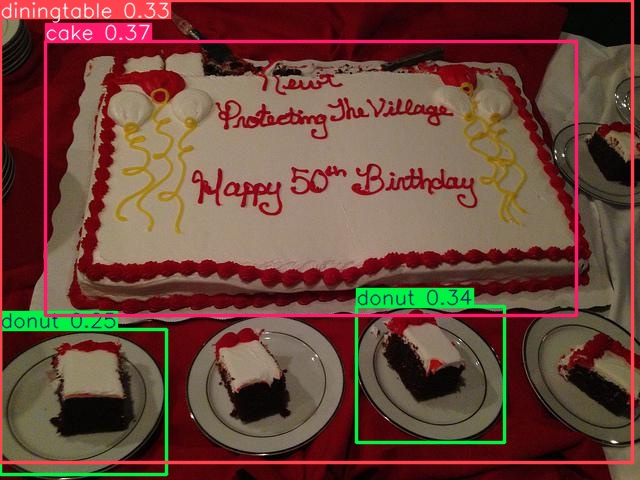 diningtable 0.33
cake 0.37
Newt
Protecting The Village
Happy 50th Birthday
donut 0.34
donut 0.25